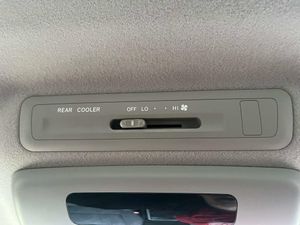 REAR COOLER OFF LO • • HI